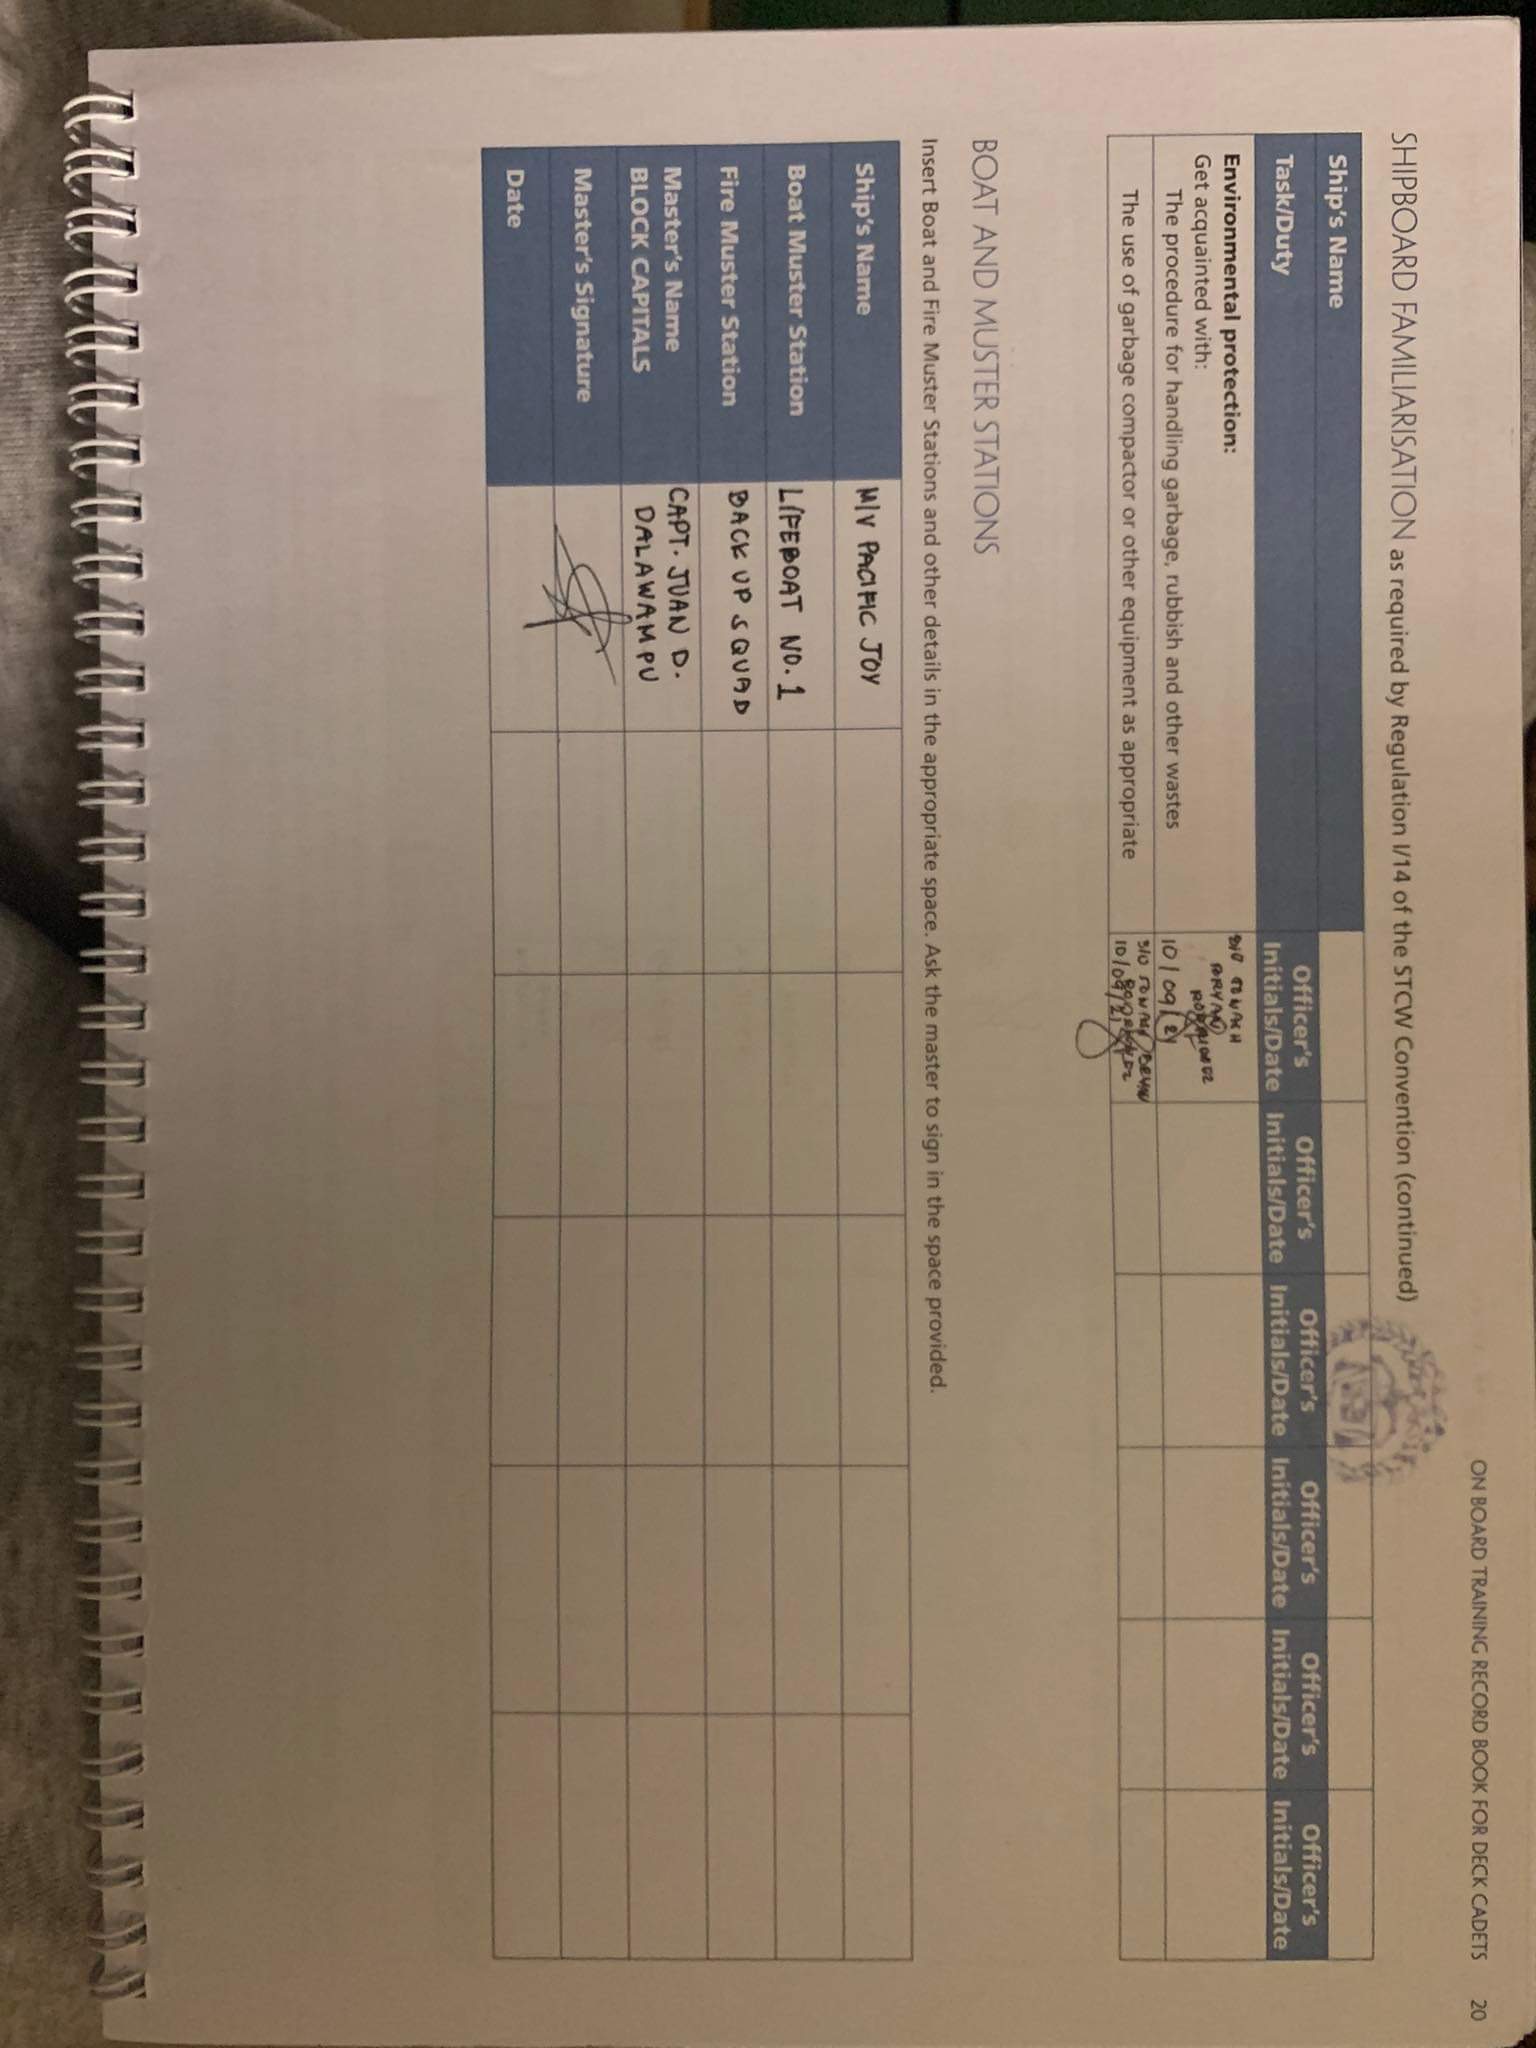 ON BOARD TRAINING RECORD BOOK FOR DECK CADETS 20
SHIPBOARD FAMILIARISATION as required by Regulation I/14 of the STCW Convention (continued)
Ship's Name
Task/Duty
Officer's Initials/Date
Officer's Initials/Date
Officer's Initials/Date
Officer's Initials/Date
Officer's Initials/Date
Officer's Initials/Date
Environmental protection:
Get acquainted with:
The procedure for handling garbage, rubbish and other wastes
10/09/21
The use of garbage compactor or other equipment as appropriate
3/O
10/09/21
BOAT AND MUSTER STATIONS
Insert Boat and Fire Muster Stations and other details in the appropriate space. Ask the master to sign in the space provided.
Ship's Name M/V PACIFIC JOY
Boat Muster Station LIFEBOAT NO. 1
Fire Muster Station BACK UP SQUAD
Master's Name CAPT. JUAN D.
BLOCK CAPITALS DALAWAMPU
Master's Signature
Date